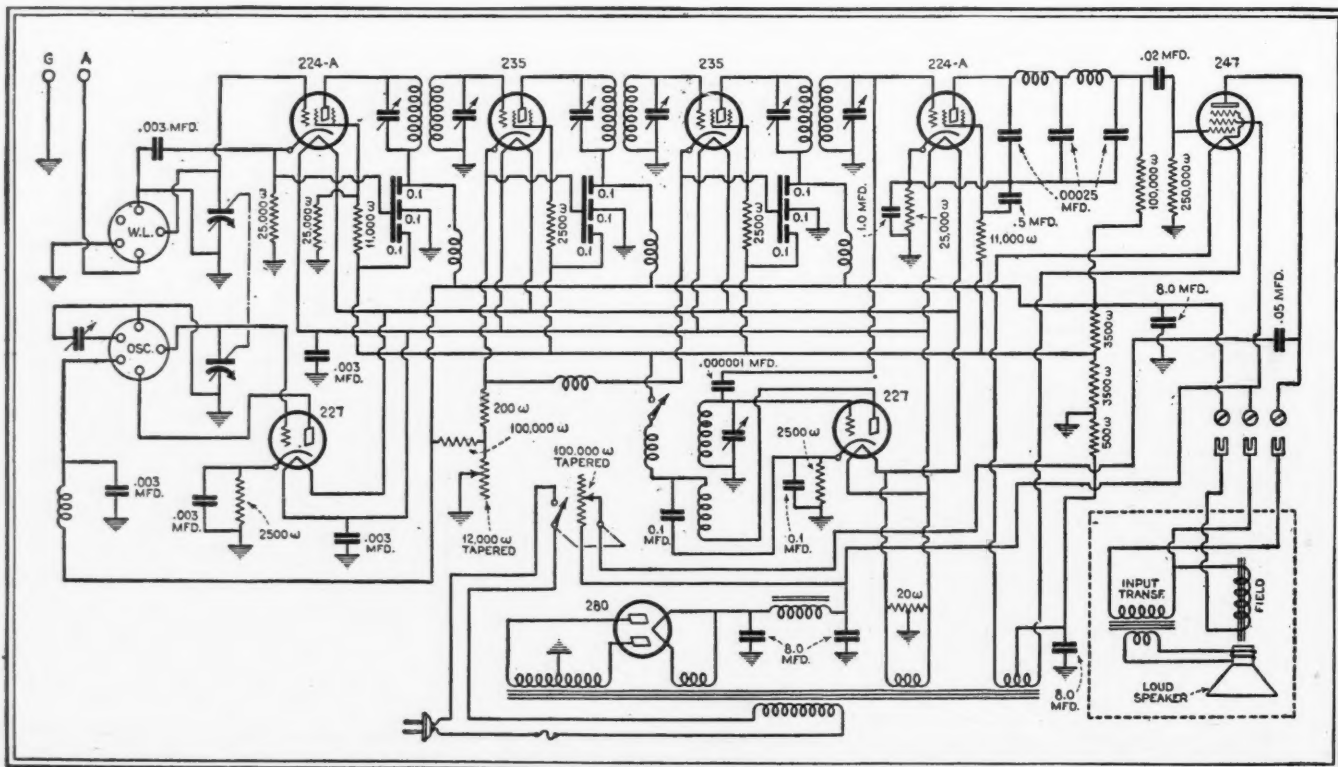 G A
224-A
235
235
224-A
.02 MFD.
247
.003 MFD.
W.L.
25,000 ω
25,000 ω
11,000 ω
0.1
0.1
0.1
2500 ω
0.1
0.1
0.1
2500 ω
0.1
0.1
0.1
1.0 MFD.
25,000 ω
11,000 ω
.5 MFD.
.00025
MFD.
100,000 ω
250,000 ω
OSC.
.003
MFD.
227
.003
MFD.
.003
MFD.
2500 ω
.003
MFD.
200 ω
100,000 ω
100,000 ω
TAPERED
12,000 ω
TAPERED
.000001 MFD.
227
2500 ω
0.1
MFD.
0.1
MFD.
3500 ω
3500 ω
500 ω
8.0 MFD.
.05 MFD.
280
8.0
MFD.
20 ω
8.0
MFD.
INPUT
TRANSF.
FIELD
LOUD
SPEAKER